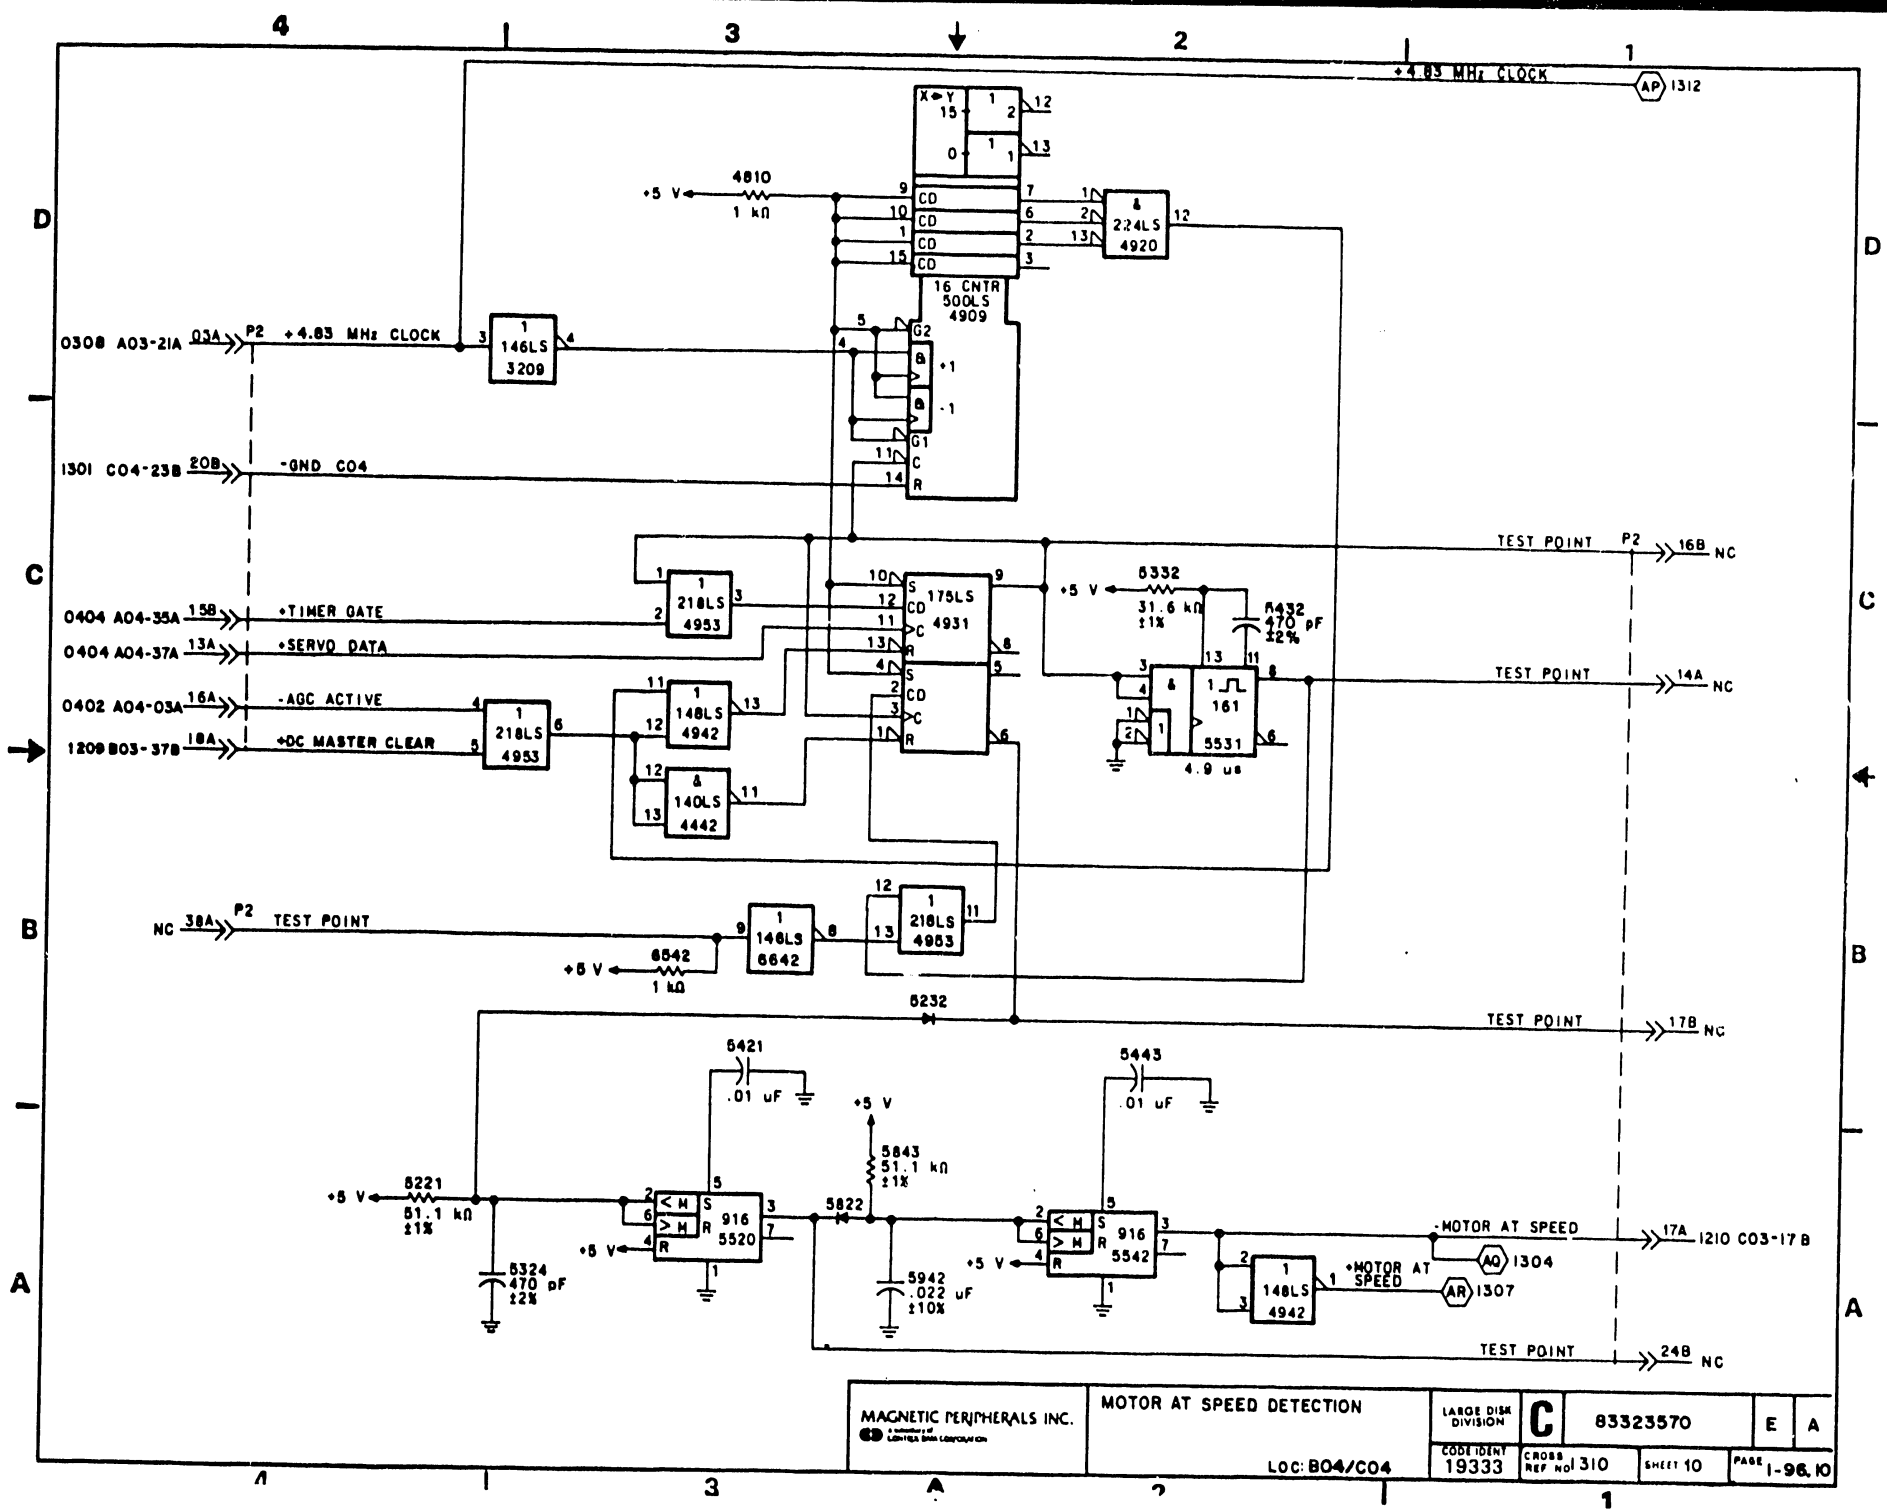 4 3 2 1
+4.83 MHz CLOCK AP 1312
X Y 1 12
15 2
1 13
0 1
4810
+5 V 9 CD 7 1 &
1 kΩ 10 CD 6 2 224LS 12
D 1 CD 2 13 4920 D
15 CD 3
16 CNTR
500LS
4909
5 G2
0308 A03-21A 03A P2 +4.83 MHz CLOCK 3 1 4 4 &
146LS +1
3209 &
-1
G1
11 C
1301 C04-23B 20B -GND C04 14 R
TEST POINT P2 16B NC
C 1 1 10 S 9 5332 C
218LS 3 12 CD 175LS +5 V
0404 A04-35A 15B +TIMER GATE 2 4953 11 C 4931 31.6 kΩ 5432
±1% 470 pF
±2%
0404 A04-37A 13A +SERVO DATA 13 R 8
4 S 5 3 13 11 8
11 1 13 2 CD 4 & 1 TEST POINT 14A NC
0402 A04-03A 16A -AGC ACTIVE 4 1 6 148LS 3 C 1 161
218LS 12 4942 2 1 5531 6
1209 B03-37B 18A +DC MASTER CLEAR 5 4953 1 R 6 4.9 us
12 & 11
140LS
13 4442
12 1
B NC 38A P2 TEST POINT 9 1 8 218LS 11 B
146LS 13 4953
6542 6642
+5 V
1 kΩ
5232
TEST POINT 17B NC
5421 5443
.01 uF .01 uF
+5 V
5843
51.1 kΩ
±1%
5221 5 5822 5
+5 V 2 < M S 3 2 < M S 3 -MOTOR AT SPEED 17A 1210 C03-17B
51.1 kΩ 6 > M R 916 7 6 > M R 916 7
±1% 5520 5542 AQ 1304
+5 V 4 R +5 V 4 R 2 1 +MOTOR AT
A 5324 1 5942 1 148LS 1 SPEED AR 1307 A
470 pF .022 uF 3 4942
±2% ±10%
TEST POINT 24B NC
MAGNETIC PERIPHERALS INC. MOTOR AT SPEED DETECTION LARGE DISK DIVISION C 83323570 E A
a subsidiary of
CONTROL DATA CORPORATION
LOC: B04/C04 CODE IDENT 19333 CROSS REF NO 1310 SHEET 10 PAGE 1-96.10
3 A 1